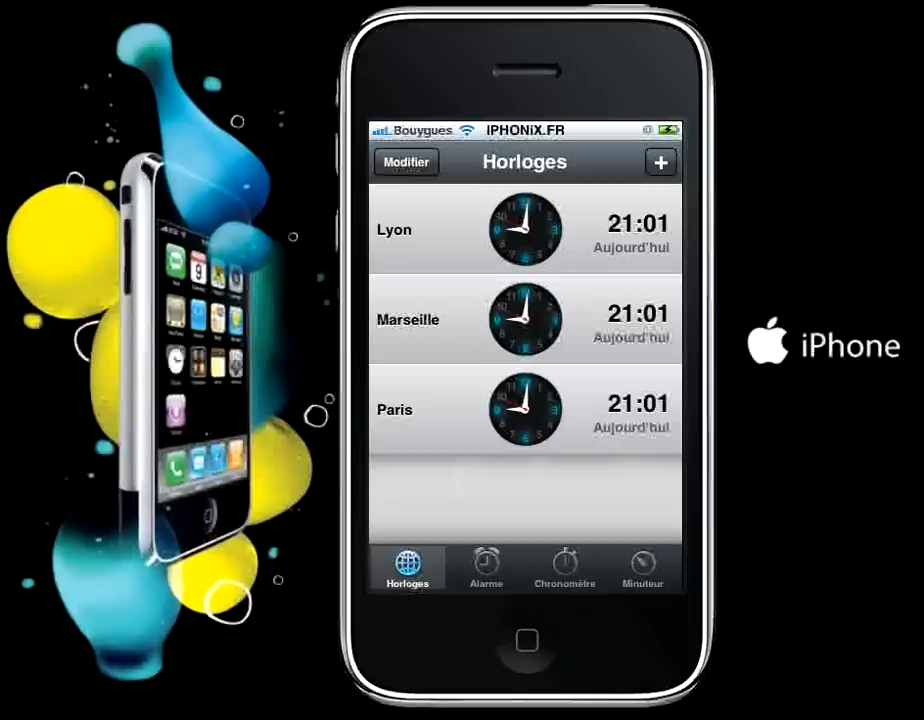 Bouygues IPHONiX.FR
Modifier Horloges +
Lyon 21:01
Aujourd'hui
Marseille 21:01
Aujourd'hui
Paris 21:01
Aujourd'hui
Horloges Alarme Chronomètre Minuteur
iPhone